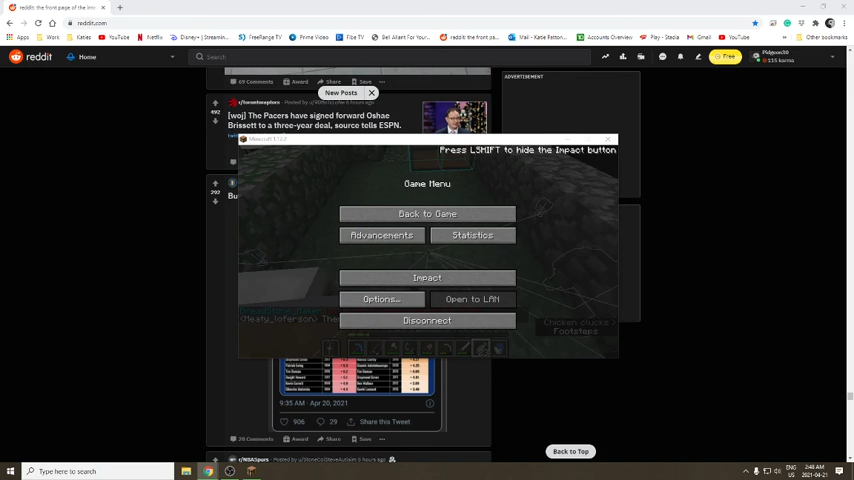 reddit: the front page of the inte
reddit.com
Apps
Work
Katies
YouTube
Netflix
Disney+ | Streamin...
FreeRange TV
Prime Video
Fibe TV
Bell Aliant For Your...
reddit: the front pa...
Mail - Katie Patton...
Accounts Overview
Play - Stadia
Gmail
YouTube
Other bookmarks
reddit
Home
Search
Free
Pidgeon30
115 karma
69 Comments
Award
Share
Save
New Posts
ADVERTISEMENT
r/torontoraptors
492
[woj] The Pacers have signed forward Oshae
Brissett to a three-year deal, source tells ESPN.
Minecraft 1.12.2
Press LSHIFT to hide the Impact button
Game Menu
292
Bu
Back to Game
Advancements
Statistics
Impact
Options...
Open to LAN
Disconnect
Chicken clucks
Footsteps
9:35 AM · Apr 20, 2021
906
29
Share this Tweet
20 Comments
Award
Share
Save
Back to Top
r/NBASpurs
Type here to search
ENG
US
2:48 AM
2021-04-21